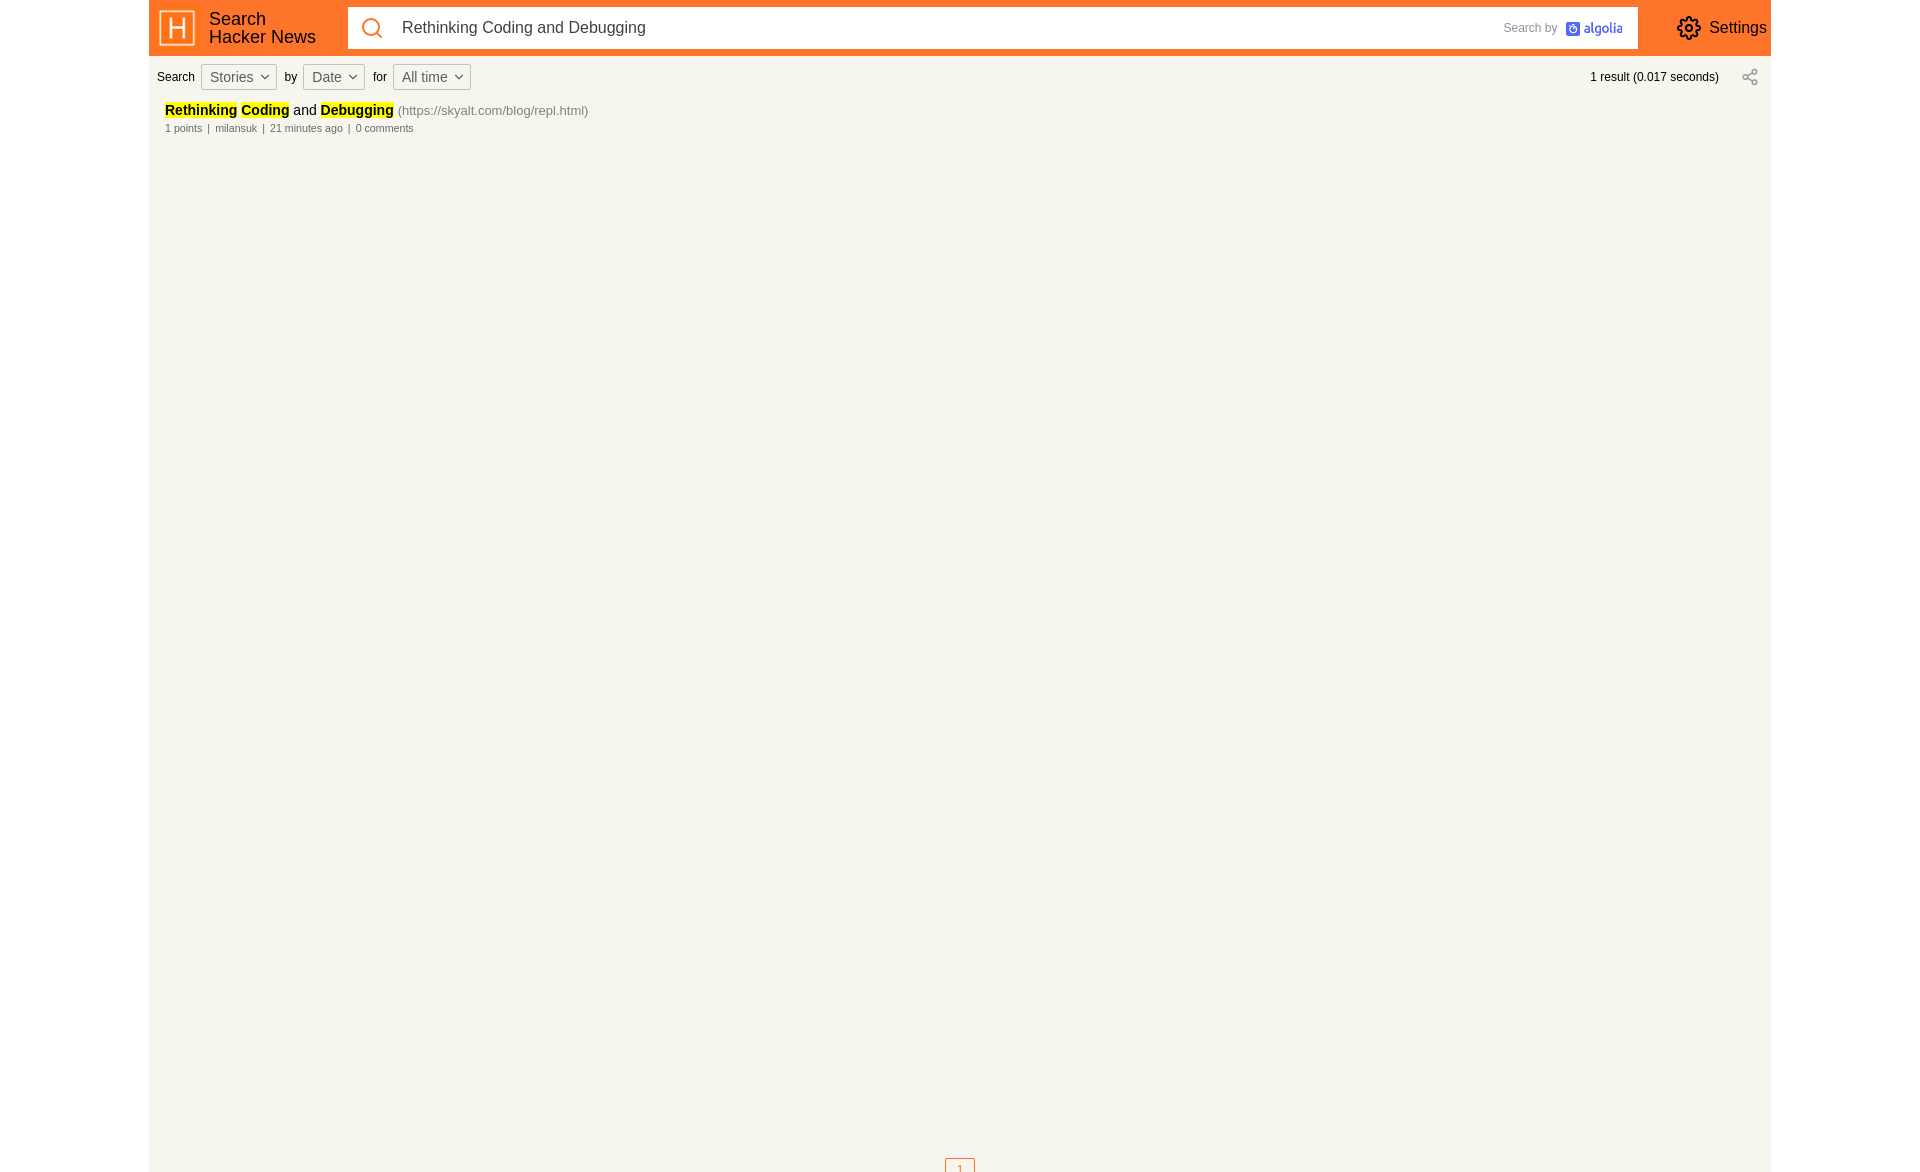 Search
Hacker News
Rethinking Coding and Debugging
Search by algolia
Settings
Search Stories by Date for All time
1 result (0.017 seconds)
Rethinking Coding and Debugging (https://skyalt.com/blog/repl.html)
1 points | milansuk | 21 minutes ago | 0 comments
1